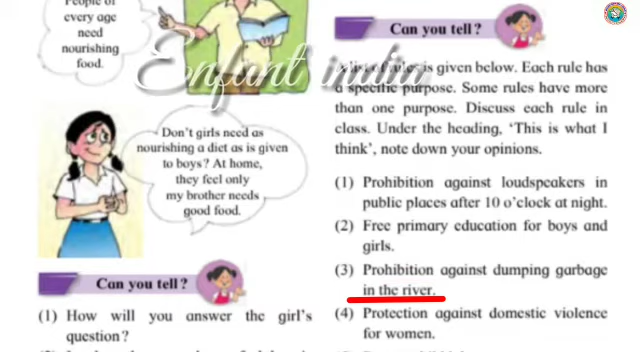 People of
every age
need
nourishing
food.
Don't girls need as
nourishing a diet as is given
to boys? At home,
they feel only
my brother needs
good food.
Can you tell?
(1) How will you answer the girl's
question?
Can you tell?
Enfant india
is given below. Each rule has
a specific purpose. Some rules have more
than one purpose. Discuss each rule in
class. Under the heading, 'This is what I
think', note down your opinions.
(1) Prohibition against loudspeakers in
public places after 10 o'clock at night.
(2) Free primary education for boys and
girls.
(3) Prohibition against dumping garbage
in the river.
(4) Protection against domestic violence
for women.